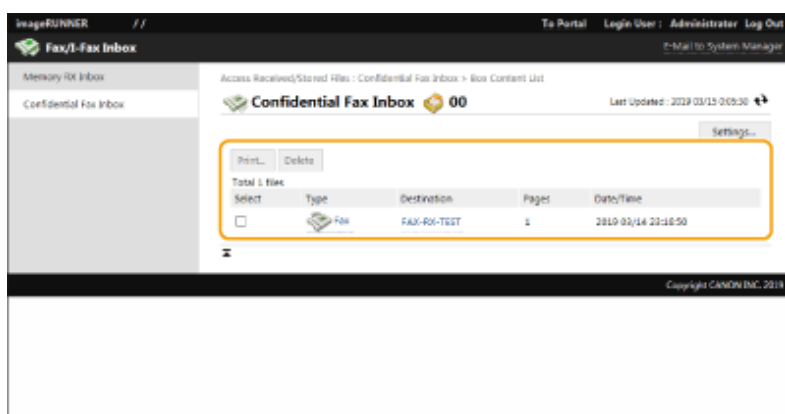 imageRUNNER // To Portal Login User : Administrator Log Out
Fax/I-Fax Inbox E-Mail to System Manager
Memory RX Inbox
Confidential Fax Inbox
Access Received/Stored Files : Confidential Fax Inbox > Box Content List
Confidential Fax Inbox 00
Last Updated : 2019 03/15 0:05:30
Settings...
Print... Delete
Total 1 files
Select Type Destination Pages Date/Time
Fax FAX-RX-TEST 1 2019 03/14 23:18:50
Copyright CANON INC. 2019